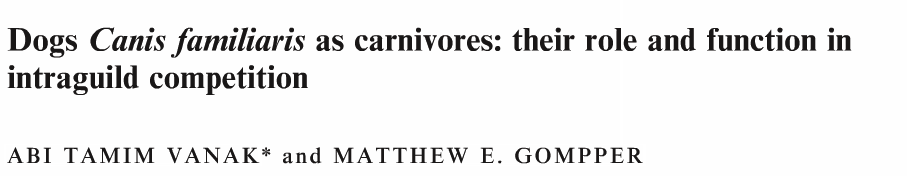 Dogs Canis familiaris as carnivores: their role and function in
intraguild competition
ABI TAMIM VANAK* and MATTHEW E. GOMPPER